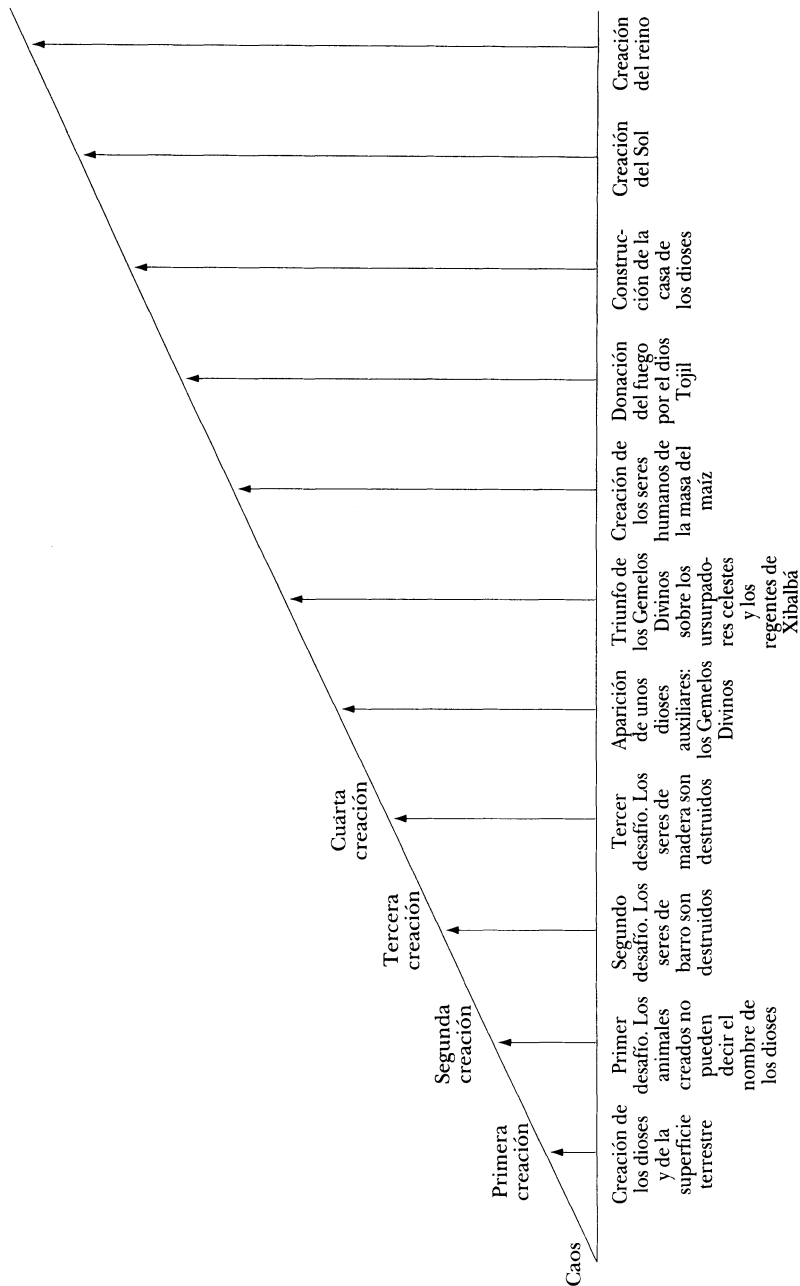 Caos
Primera
creación
Segunda
creación
Tercera
creación
Cuárta
creación
Creación de
los dioses
y de la
superficie
terrestre
Primer
desafío. Los
animales
creados no
pueden
decir el
nombre de
los dioses
Segundo
desafío. Los
seres de
barro son
destruidos
Tercer
desafío. Los
seres de
madera son
destruidos
Aparición
de unos
dioses
auxiliares:
los Gemelos
Divinos
Triunfo de
los Gemelos
Divinos
sobre los
ursurpado-
res celestes
y los
regentes de
Xibalbá
Creación de
los seres
humanos de
la masa del
maíz
Donación
del fuego
por el dios
Tojil
Construc-
ción de la
casa de
los dioses
Creación
del Sol
Creación
del reino